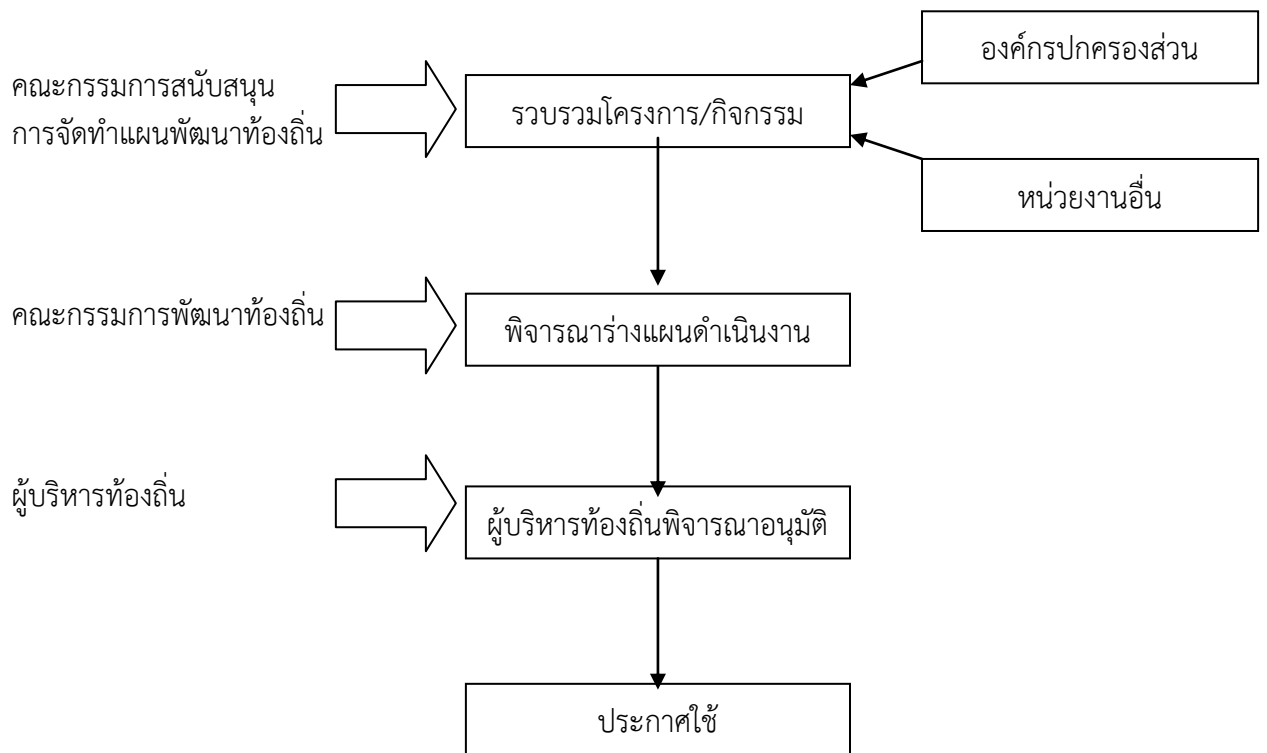 องค์กรปกครองส่วน
คณะกรรมการสนับสนุน
การจัดทำแผนพัฒนาท้องถิ่น
รวบรวมโครงการ/กิจกรรม
หน่วยงานอื่น
คณะกรรมการพัฒนาท้องถิ่น
พิจารณาร่างแผนดำเนินงาน
ผู้บริหารท้องถิ่น
ผู้บริหารท้องถิ่นพิจารณาอนุมัติ
ประกาศใช้